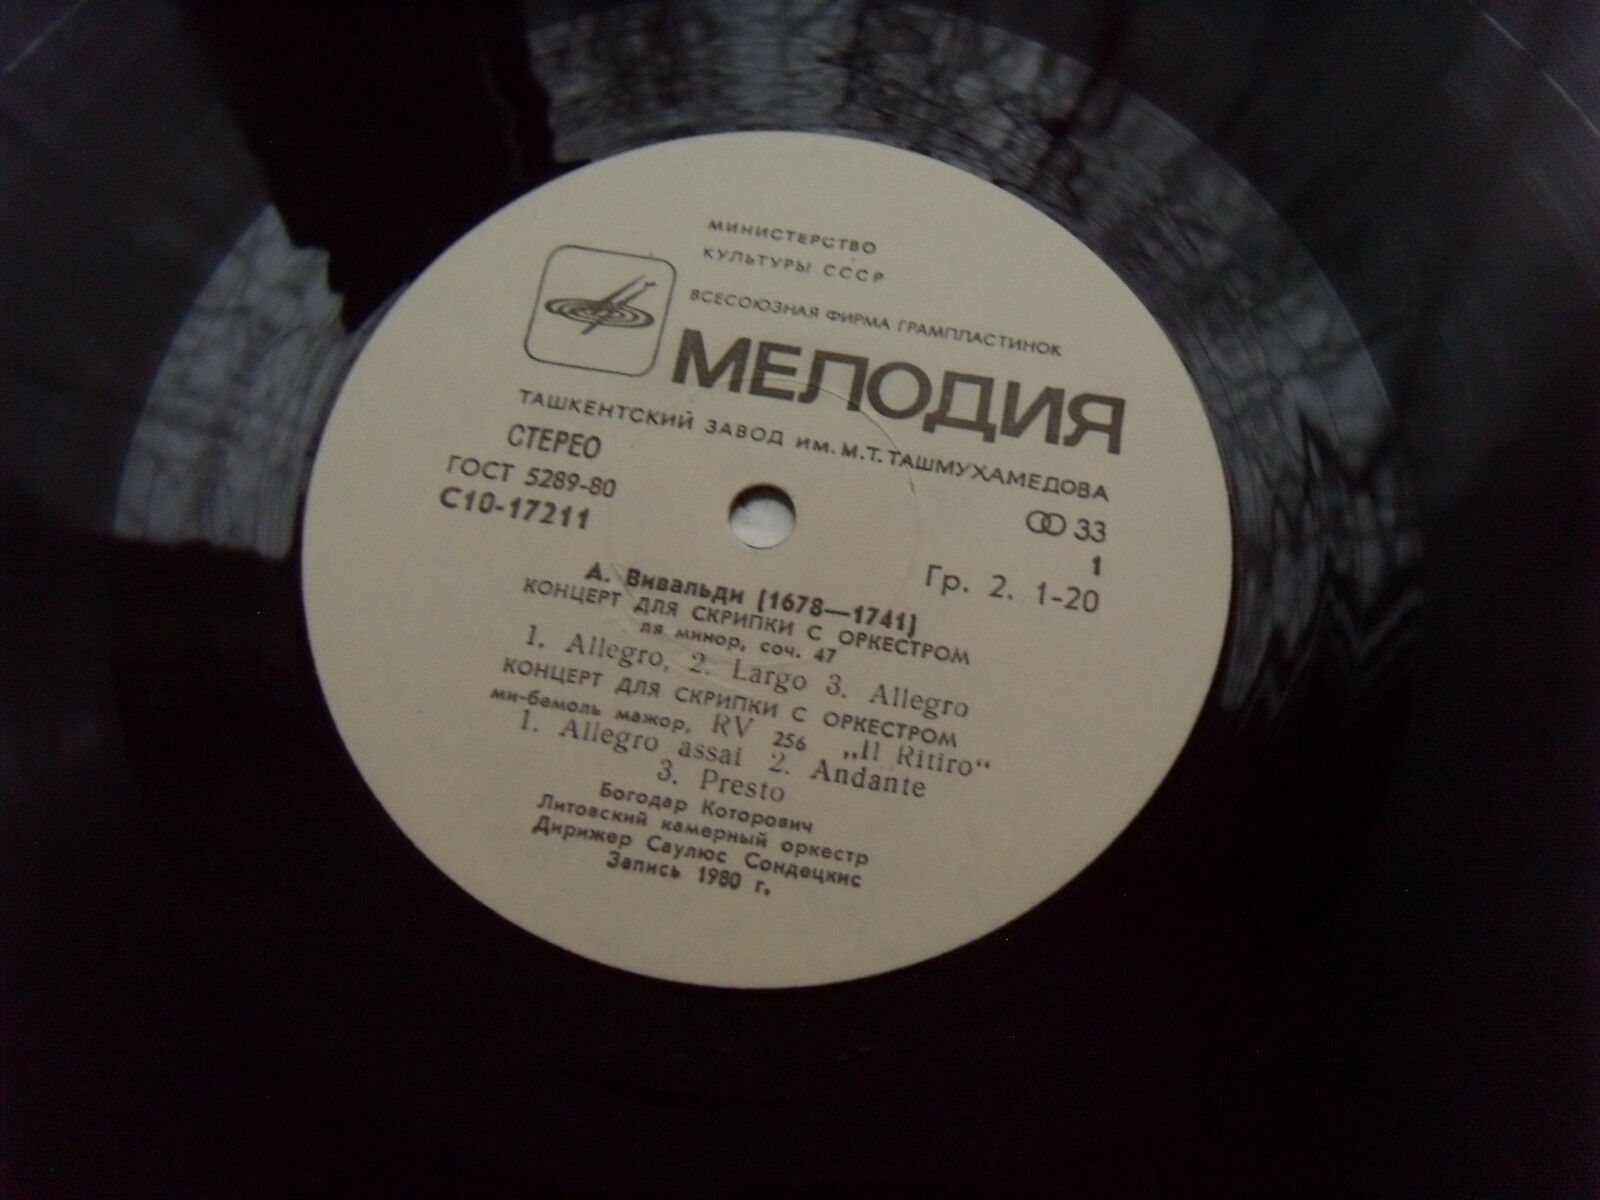 МИНИСТЕРСТВО
КУЛЬТУРЫ СССР
ВСЕСОЮЗНАЯ ФИРМА ГРАМПЛАСТИНОК
МЕЛОДИЯ
ТАШКЕНТСКИЙ ЗАВОД ИМ. М.Т. ТАШМУХАМЕДОВА
СТЕРЕО
ГОСТ 5289-80
С10-17211
33
1
Гр. 2. 1-20
А. Вивальди (1678—1741)
КОНЦЕРТ ДЛЯ СКРИПКИ С ОРКЕСТРОМ
ля минор, соч. 47
1. Allegro, 2. Largo 3. Allegro
КОНЦЕРТ ДЛЯ СКРИПКИ С ОРКЕСТРОМ
ми-бемоль мажор, RV 256 „Il Ritiro“
1. Allegro assai 2. Andante
3. Presto
Богодар Которович
Литовский камерный оркестр
Дирижер Саулюс Сондецкис
Запись 1980 г.